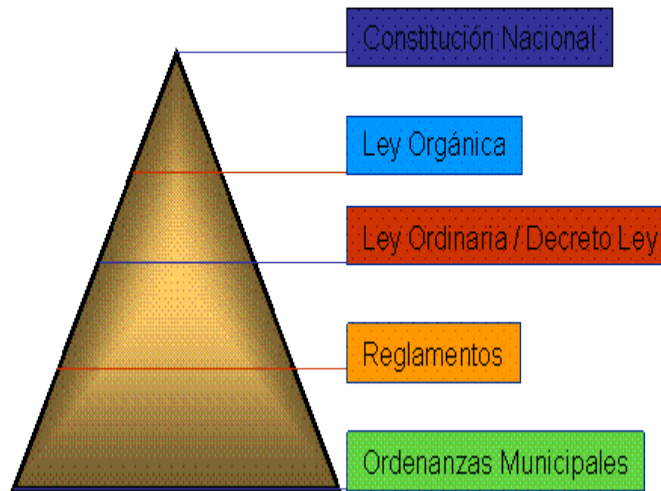 Constitución Nacional
Ley Orgánica
Ley Ordinaria / Decreto Ley
Reglamentos
Ordenanzas Municipales